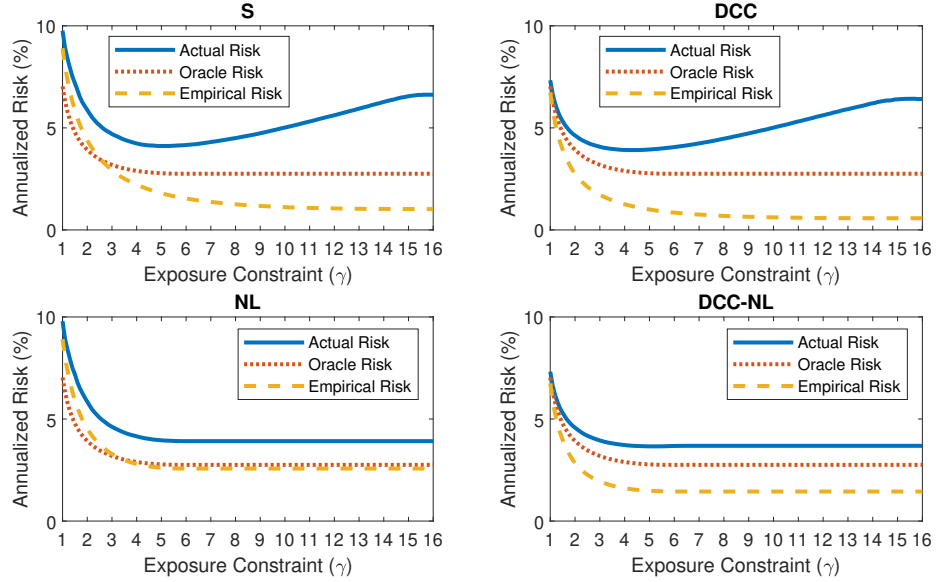 S
10
5
0
Annualized Risk (%)
Actual Risk
Oracle Risk
Empirical Risk
1 2 3 4 5 6 7 8 9 10 11 12 13 14 15 16
Exposure Constraint (γ)
DCC
10
5
0
Annualized Risk (%)
Actual Risk
Oracle Risk
Empirical Risk
1 2 3 4 5 6 7 8 9 10 11 12 13 14 15 16
Exposure Constraint (γ)
NL
10
5
0
Annualized Risk (%)
Actual Risk
Oracle Risk
Empirical Risk
1 2 3 4 5 6 7 8 9 10 11 12 13 14 15 16
Exposure Constraint (γ)
DCC-NL
10
5
0
Annualized Risk (%)
Actual Risk
Oracle Risk
Empirical Risk
1 2 3 4 5 6 7 8 9 10 11 12 13 14 15 16
Exposure Constraint (γ)